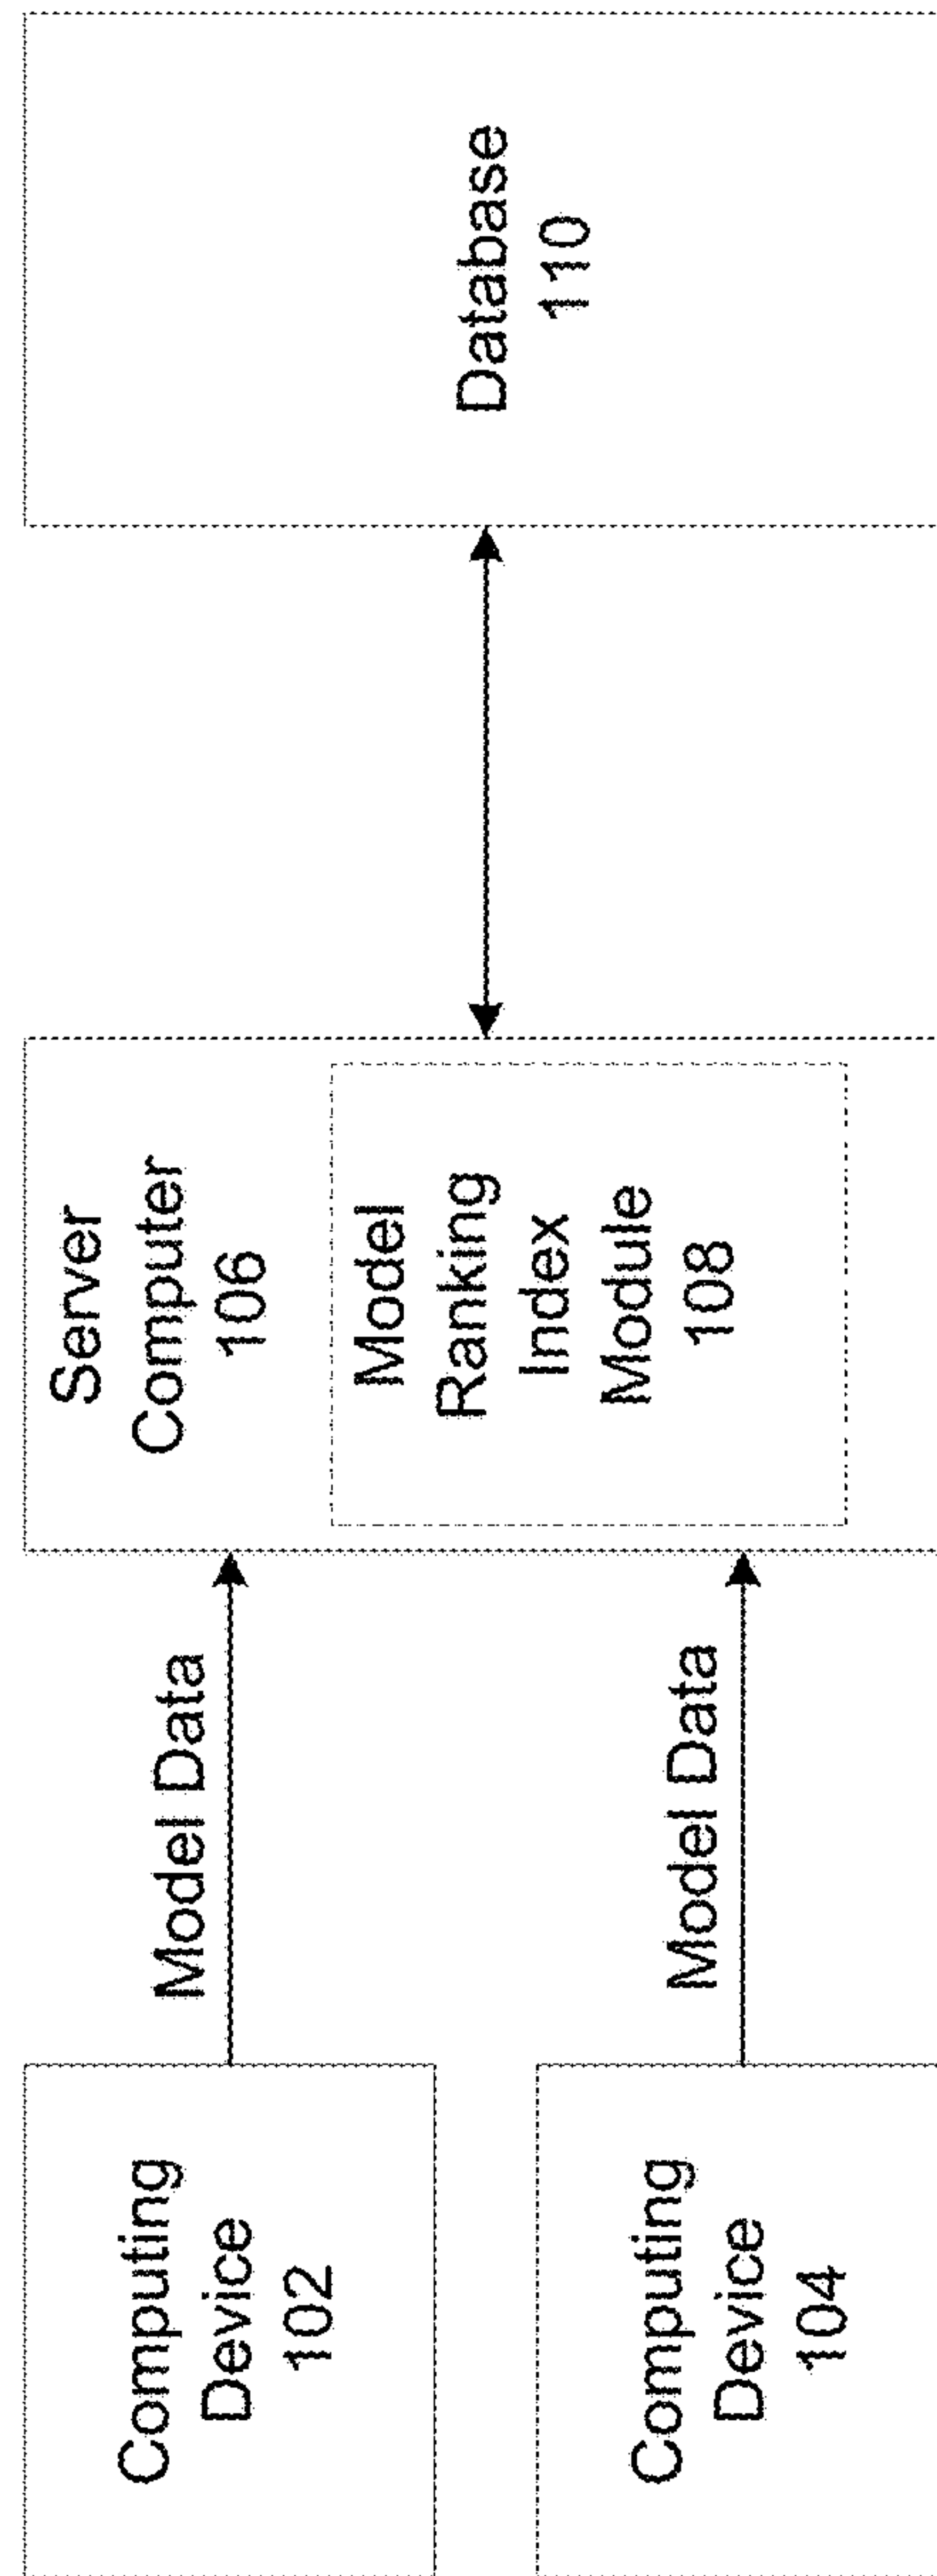 Computing
Device
102
Model Data
Computing
Device
104
Model Data
Server
Computer
106
Model
Ranking
Index
Module
108
Database
110